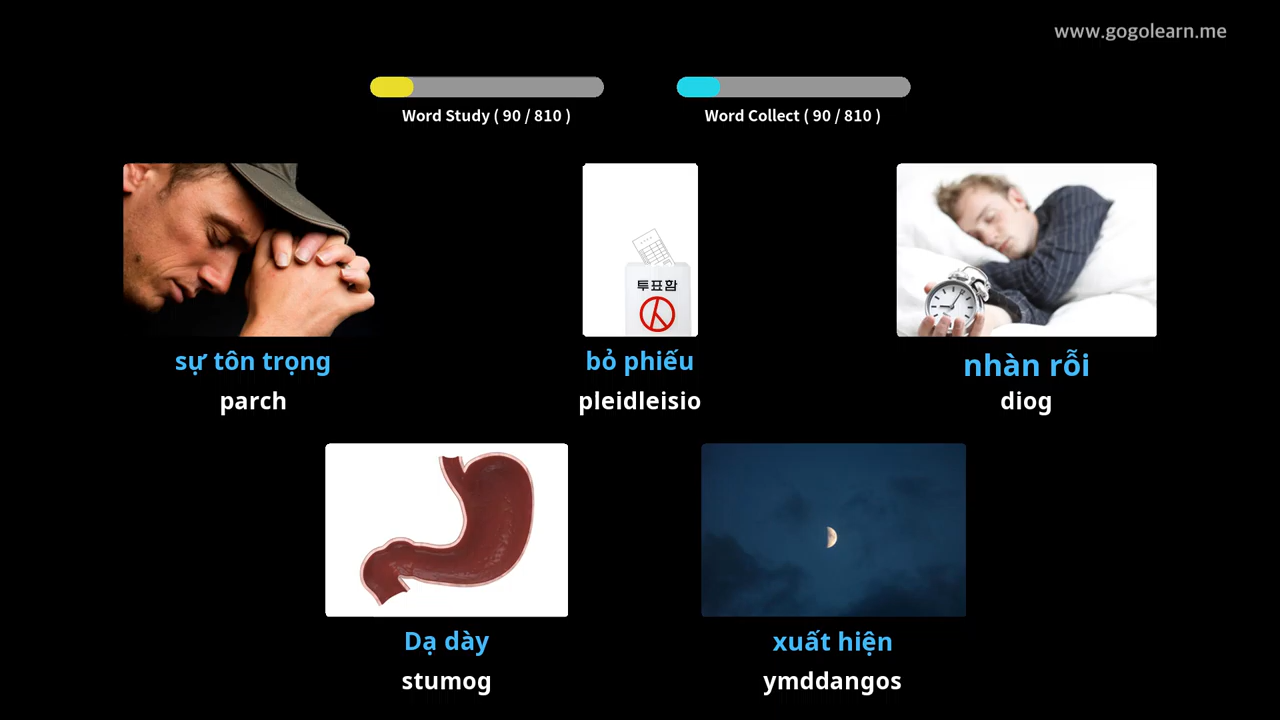 www.gogolearn.me
Word Study ( 90 / 810 )
Word Collect ( 90 / 810 )
투표함
sự tôn trọng
bỏ phiếu
nhàn rỗi
parch
pleidleisio
diog
Dạ dày
xuất hiện
stumog
ymddangos